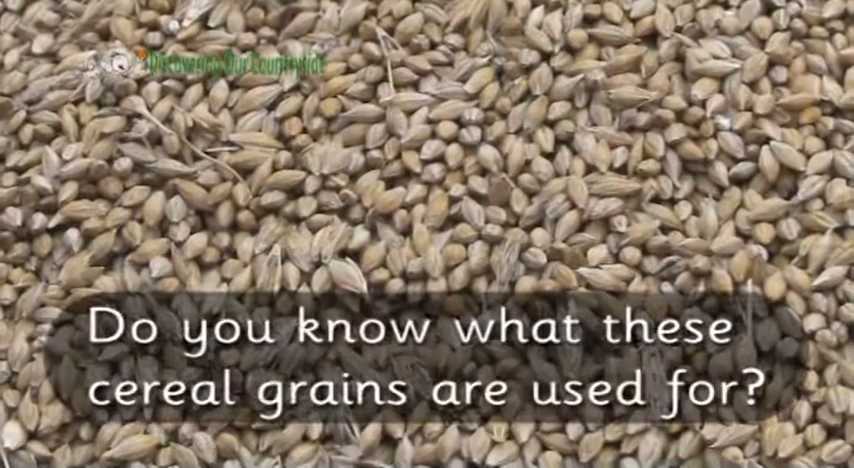 Discovering Our Countryside
Do you know what these
cereal grains are used for?